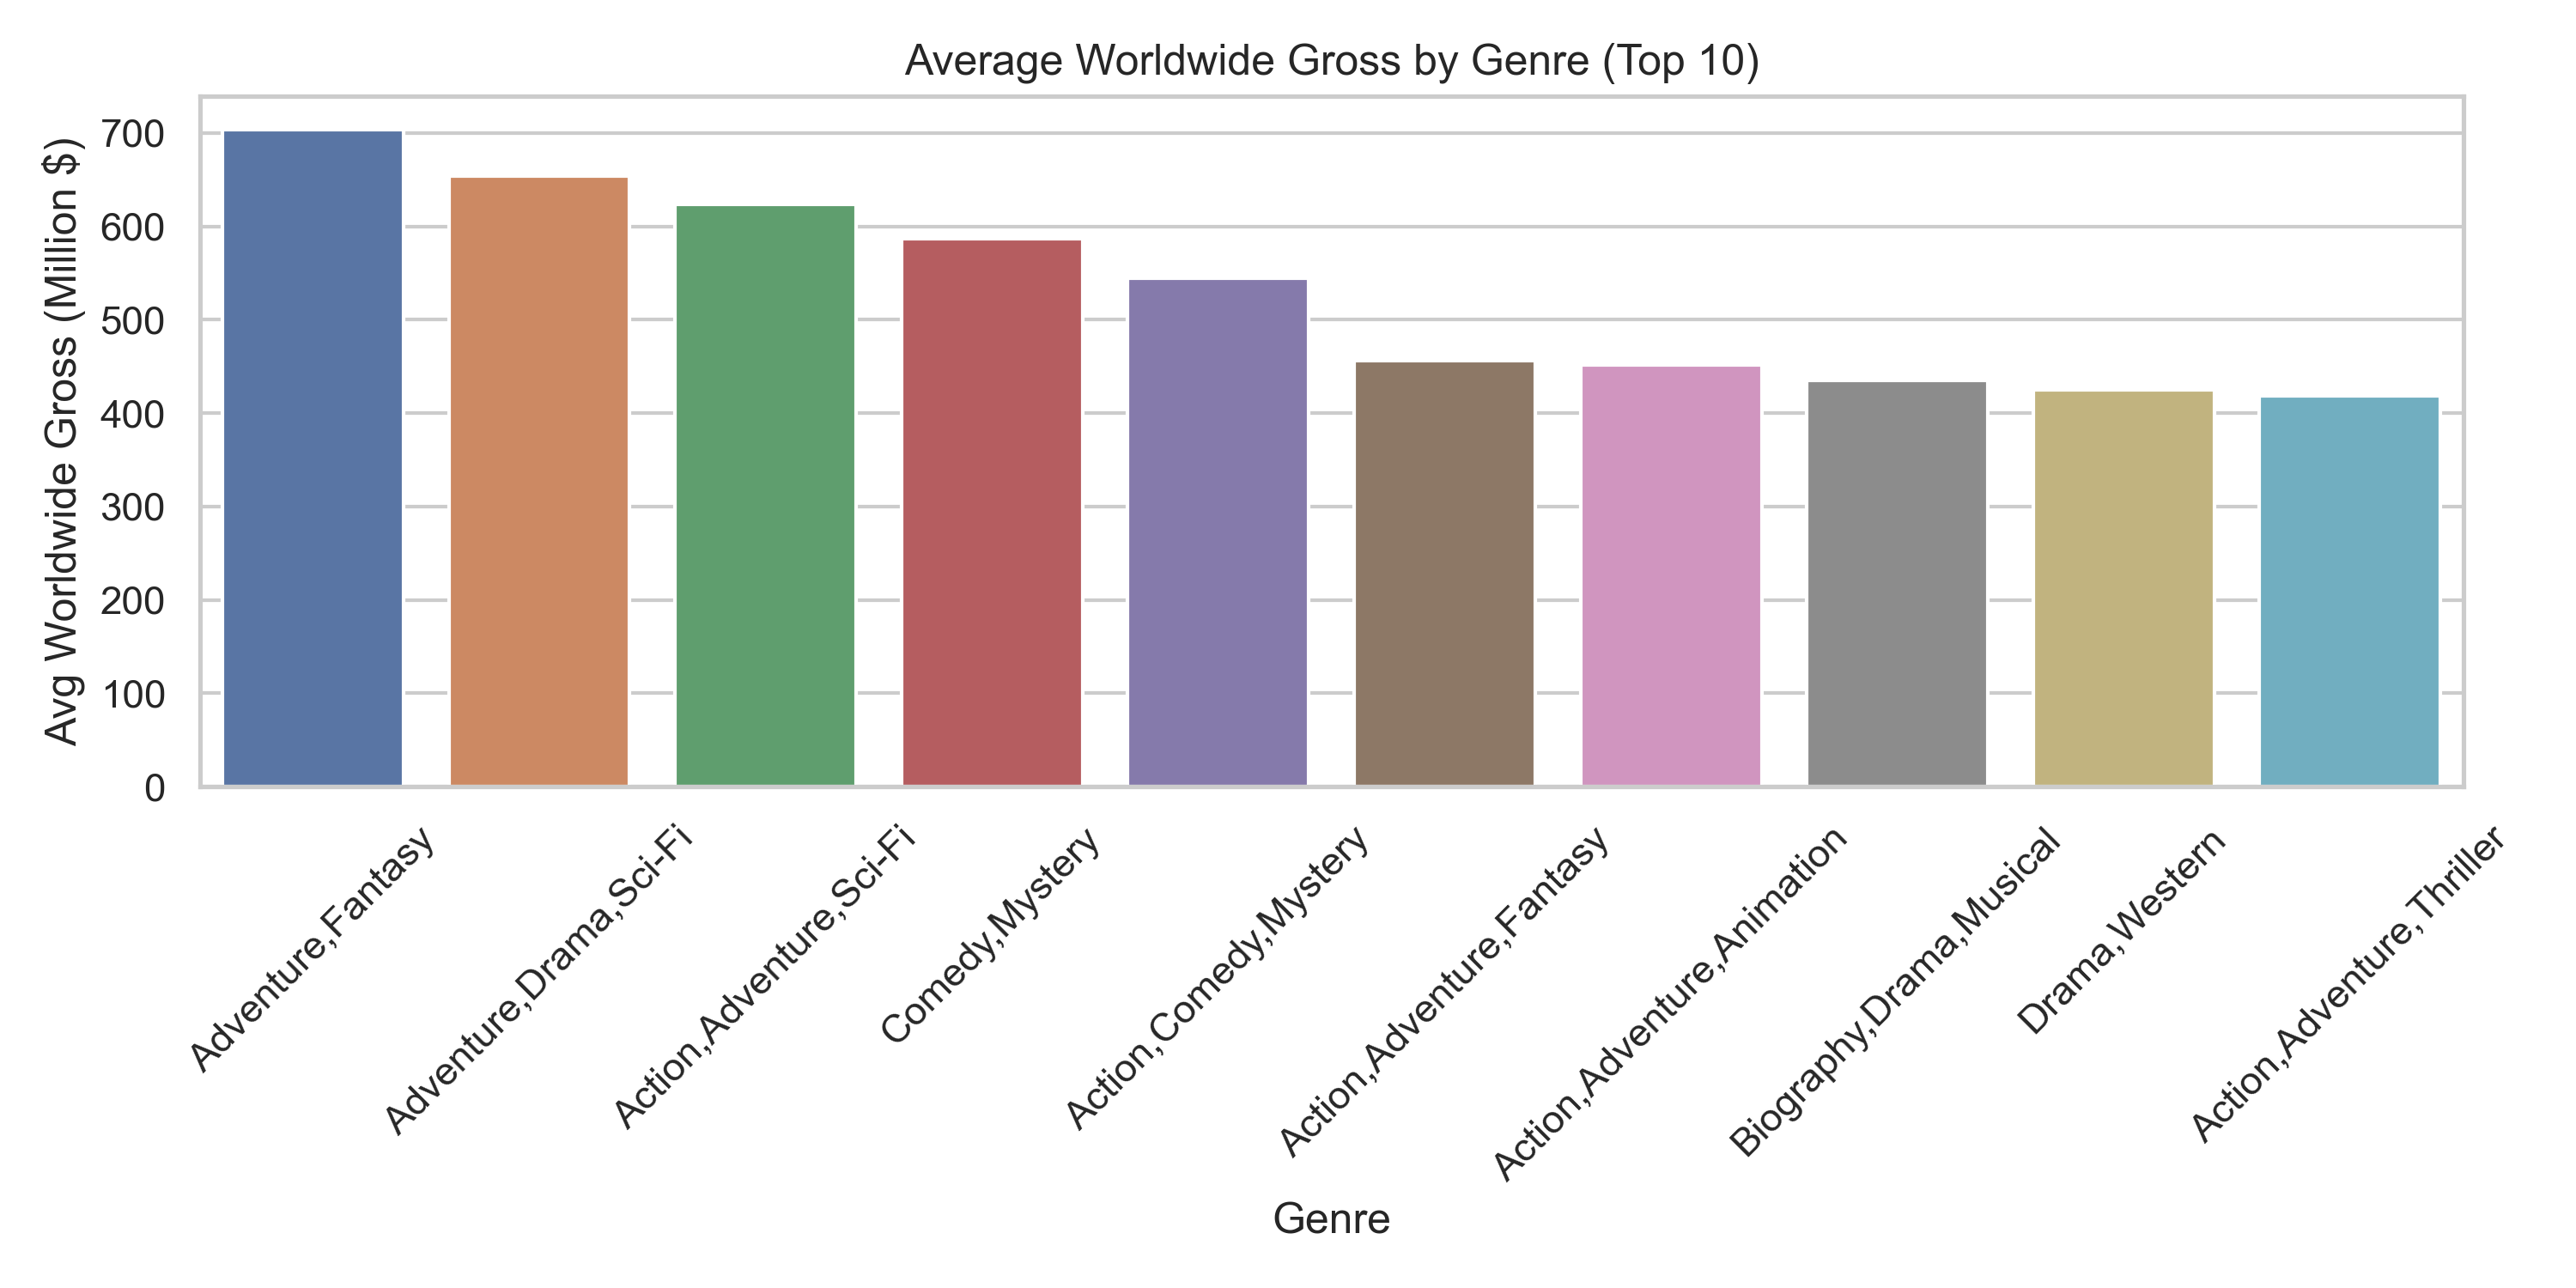 Average Worldwide Gross by Genre (Top 10)
Avg Worldwide Gross (Million $)
700
600
500
400
300
200
100
0
Adventure,Fantasy
Adventure,Drama,Sci-Fi
Action,Adventure,Sci-Fi
Comedy,Mystery
Action,Comedy,Mystery
Action,Adventure,Fantasy
Action,Adventure,Animation
Biography,Drama,Musical
Drama,Western
Action,Adventure,Thriller
Genre